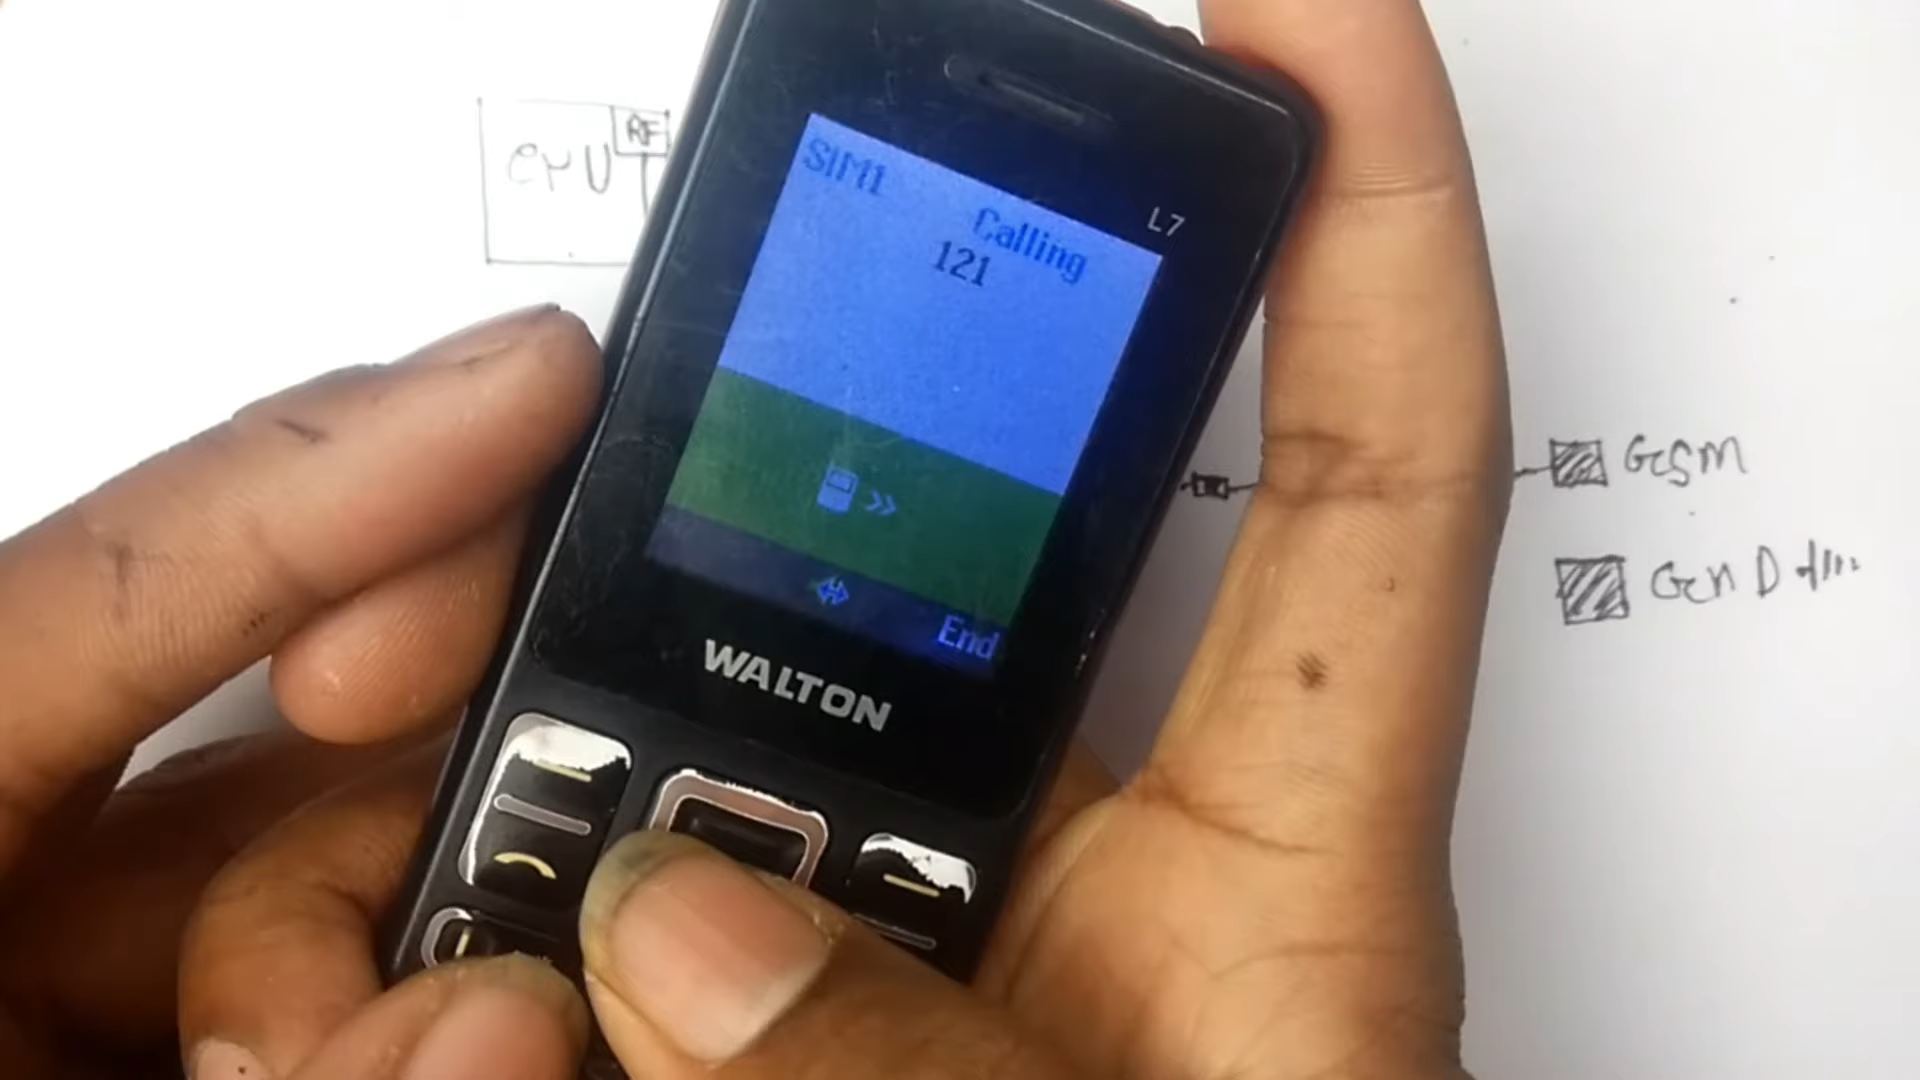 RF
CPU
L7
SIM1
Calling
121
End
WALTON
GSM
GND